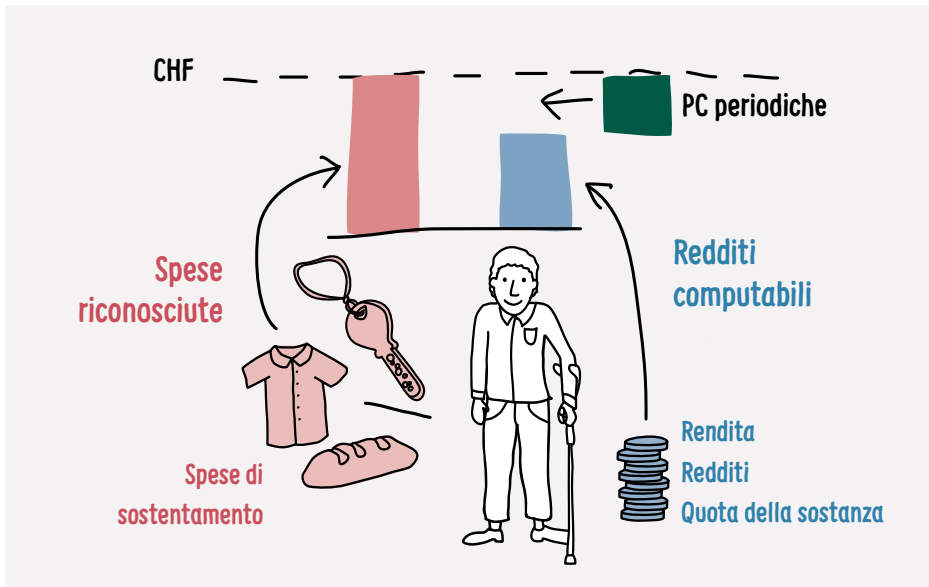 CHF
PC periodiche
Spese
riconosciute
Redditi
computabili
Spese di
sostentamento
Rendita
Redditi
Quota della sostanza